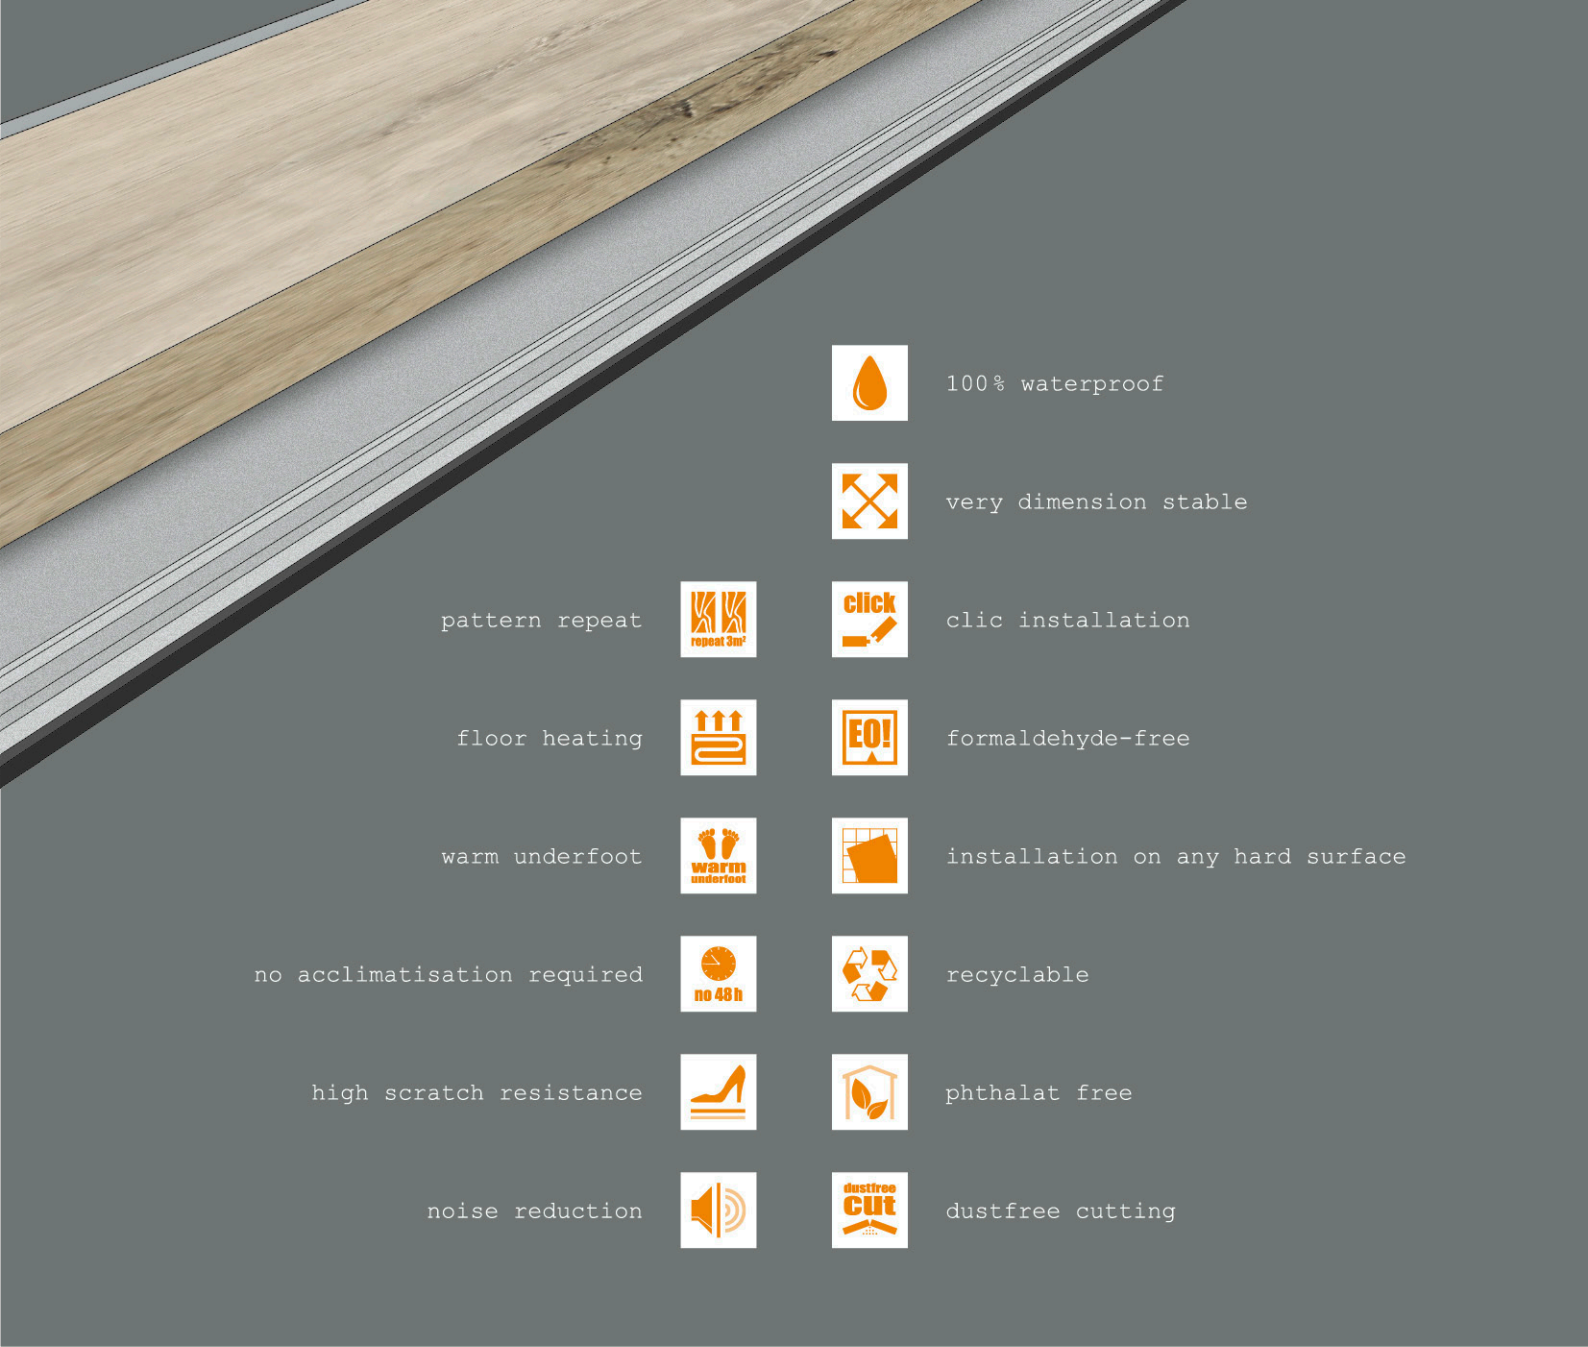 100% waterproof
very dimension stable
pattern repeat
repeat 3m²
click
clic installation
floor heating
E0!
formaldehyde-free
warm underfoot
warm
underfoot
installation on any hard surface
no acclimatisation required
no 48 h
recyclable
high scratch resistance
phthalat free
noise reduction
dustfree
cut
dustfree cutting